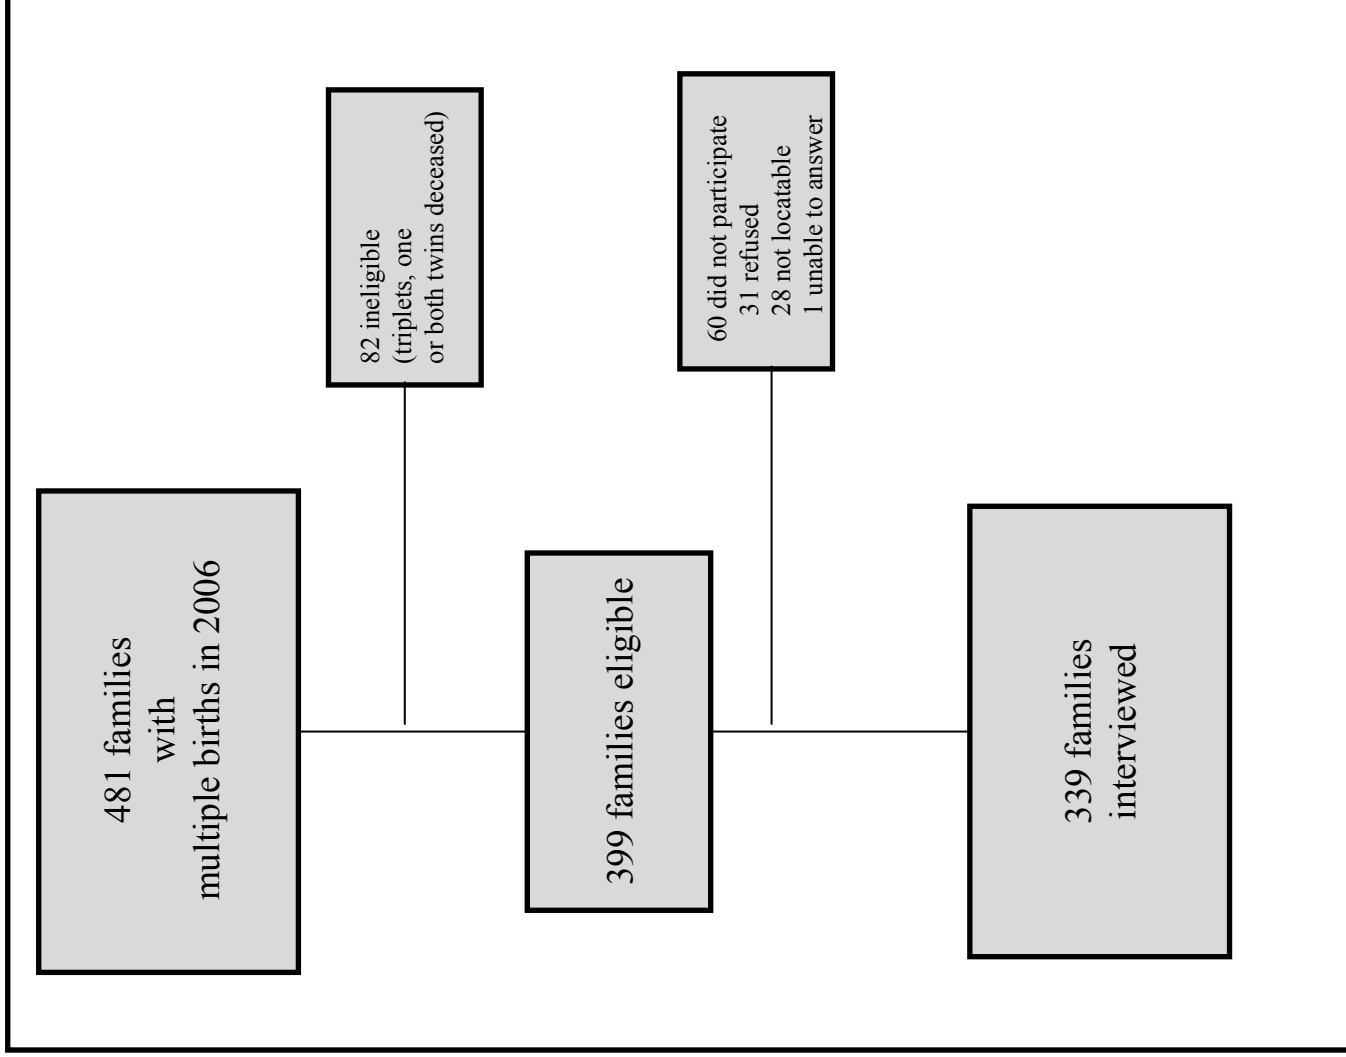 481 families
with
multiple births in 2006
82 ineligible
(triplets, one
or both twins deceased)
399 families eligible
60 did not participate
31 refused
28 not locatable
1 unable to answer
339 families
interviewed